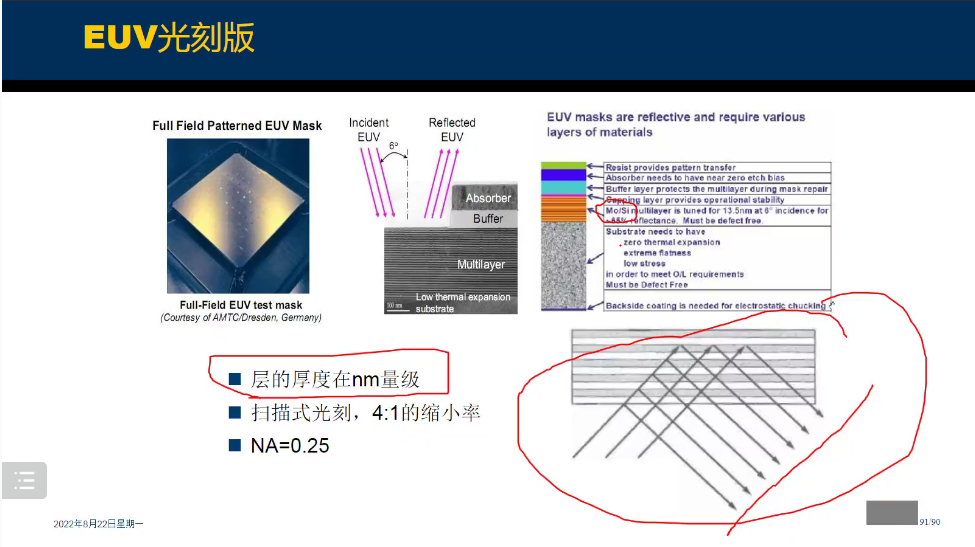 EUV光刻版
Full Field Patterned EUV Mask
Full-Field EUV test mask
(Courtesy of AMTC/Dresden, Germany)
Incident
EUV
Reflected
EUV
6º
Absorber
Buffer
Multilayer
Low thermal expansion
substrate
100 nm
EUV masks are reflective and require various
layers of materials
Resist provides pattern transfer
Absorber needs to have near zero etch bias
Buffer layer protects the multilayer during mask repair
Capping layer provides operational stability
Mo/Si multilayer is tuned for 13.5nm at 6° incidence for
>65% reflectance. Must be defect free.
Substrate needs to have
zero thermal expansion
extreme flatness
low stress
in order to meet O/L requirements
Must be Defect Free
Backside coating is needed for electrostatic chucking
■ 层的厚度在nm量级
■ 扫描式光刻，4:1的缩小率
■ NA=0.25
2022年8月22日星期一
91/90